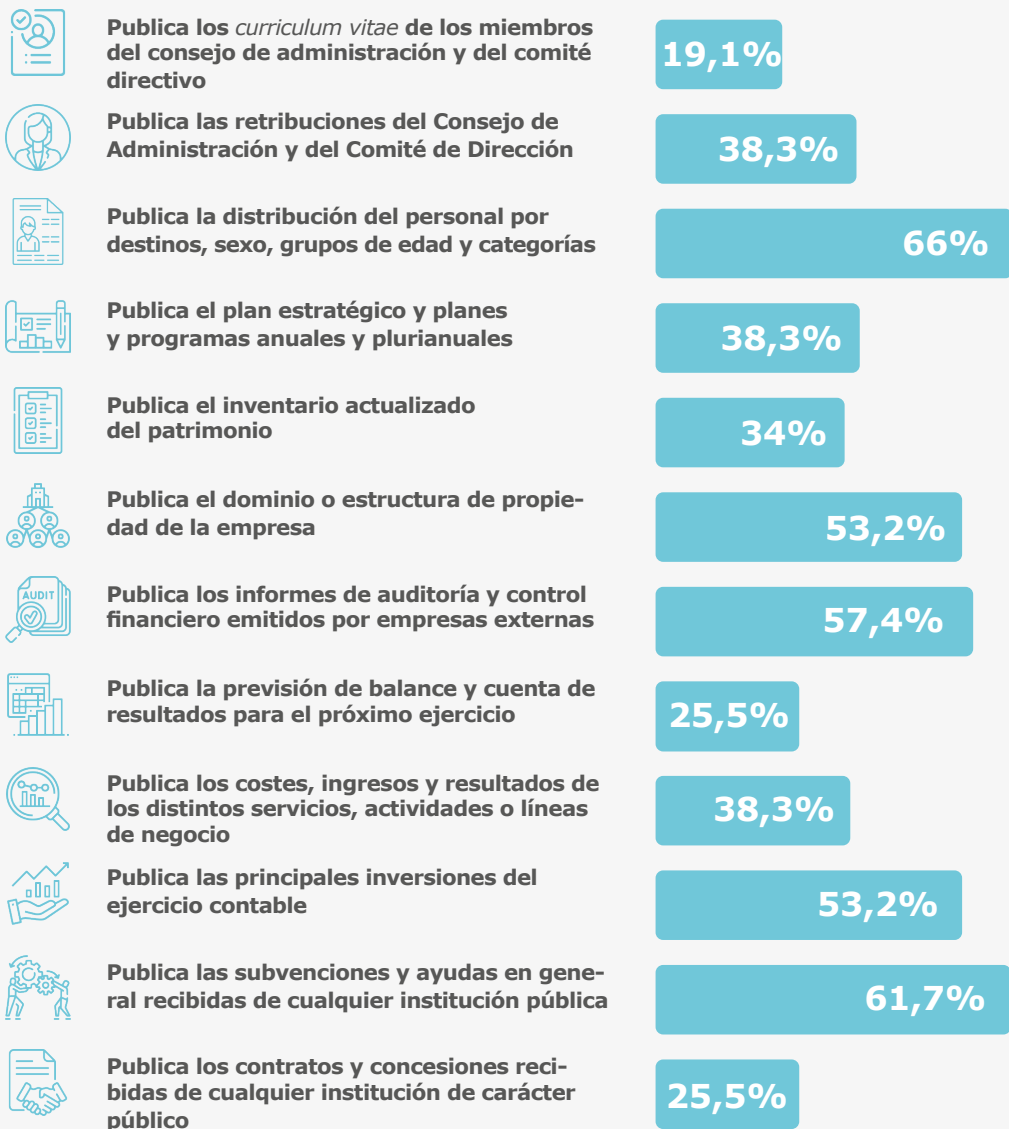 Publica los curriculum vitae de los miembros
del consejo de administración y del comité
directivo
19,1%
Publica las retribuciones del Consejo de
Administración y del Comité de Dirección
38,3%
Publica la distribución del personal por
destinos, sexo, grupos de edad y categorías
66%
Publica el plan estratégico y planes
y programas anuales y plurianuales
38,3%
Publica el inventario actualizado
del patrimonio
34%
Publica el dominio o estructura de propie-
dad de la empresa
53,2%
AUDIT
Publica los informes de auditoría y control
financiero emitidos por empresas externas
57,4%
Publica la previsión de balance y cuenta de
resultados para el próximo ejercicio
25,5%
Publica los costes, ingresos y resultados de
los distintos servicios, actividades o líneas
de negocio
38,3%
Publica las principales inversiones del
ejercicio contable
53,2%
Publica las subvenciones y ayudas en gene-
ral recibidas de cualquier institución pública
61,7%
Publica los contratos y concesiones reci-
bidas de cualquier institución de carácter
público
25,5%